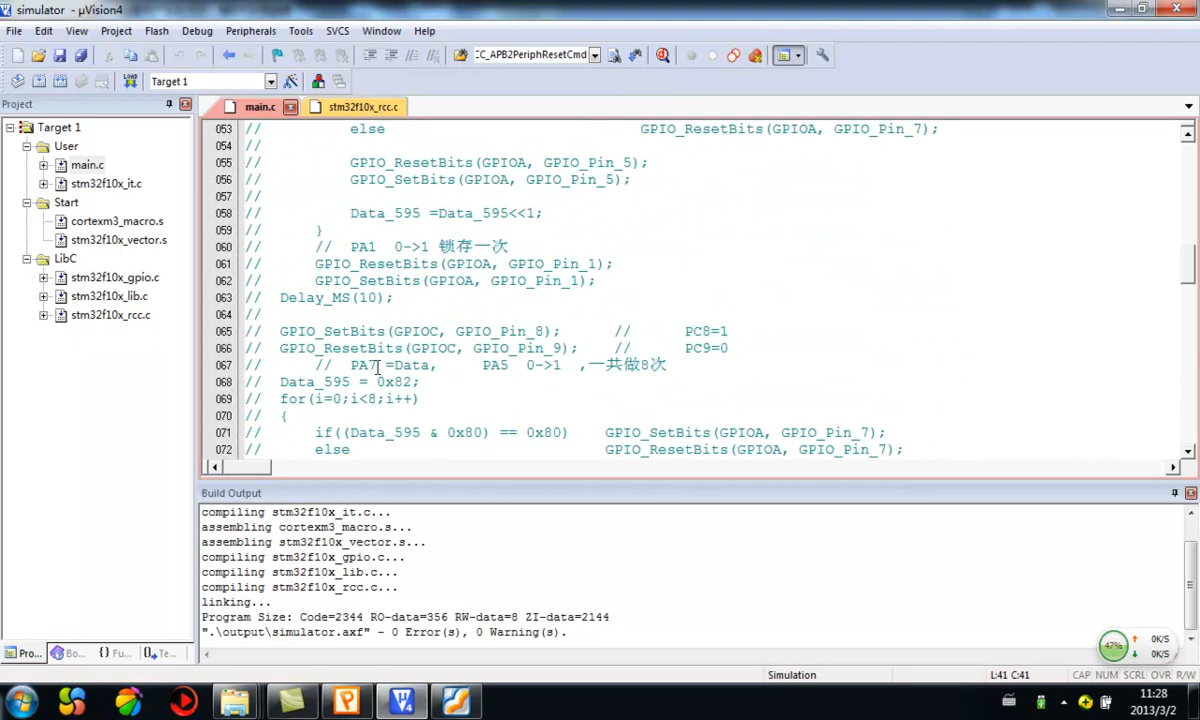 simulator - µVision4
File Edit View Project Flash Debug Peripherals Tools SVCS Window Help
:C_APB2PeriphResetCmd
Target 1
Project
main.c stm32f10x_rcc.c
Target 1
User
main.c
stm32f10x_it.c
Start
cortexm3_macro.s
stm32f10x_vector.s
LibC
stm32f10x_gpio.c
stm32f10x_lib.c
stm32f10x_rcc.c
053 // else GPIO_ResetBits(GPIOA, GPIO_Pin_7);
054 //
055 // GPIO_ResetBits(GPIOA, GPIO_Pin_5);
056 // GPIO_SetBits(GPIOA, GPIO_Pin_5);
057 //
058 // Data_595 =Data_595<<1;
059 // }
060 // // PA1 0->1 锁存一次
061 // GPIO_ResetBits(GPIOA, GPIO_Pin_1);
062 // GPIO_SetBits(GPIOA, GPIO_Pin_1);
063 // Delay_MS(10);
064 //
065 // GPIO_SetBits(GPIOC, GPIO_Pin_8); // PC8=1
066 // GPIO_ResetBits(GPIOC, GPIO_Pin_9); // PC9=0
067 // // PA7 =Data, PA5 0->1 ,一共做8次
068 // Data_595 = 0x82;
069 // for(i=0;i<8;i++)
070 // {
071 // if((Data_595 & 0x80) == 0x80) GPIO_SetBits(GPIOA, GPIO_Pin_7);
072 // else GPIO_ResetBits(GPIOA, GPIO_Pin_7);
Build Output
compiling stm32f10x_it.c...
assembling cortexm3_macro.s...
assembling stm32f10x_vector.s...
compiling stm32f10x_gpio.c...
compiling stm32f10x_lib.c...
compiling stm32f10x_rcc.c...
linking...
Program Size: Code=2344 RO-data=356 RW-data=8 ZI-data=2144
".\output\simulator.axf" - 0 Error(s), 0 Warning(s).
Pro... Bo... {} Fu... Te...
47% 0K/S
0K/S
Simulation L:41 C:41 CAP NUM SCRL OVR R/W
11:28
2013/3/2